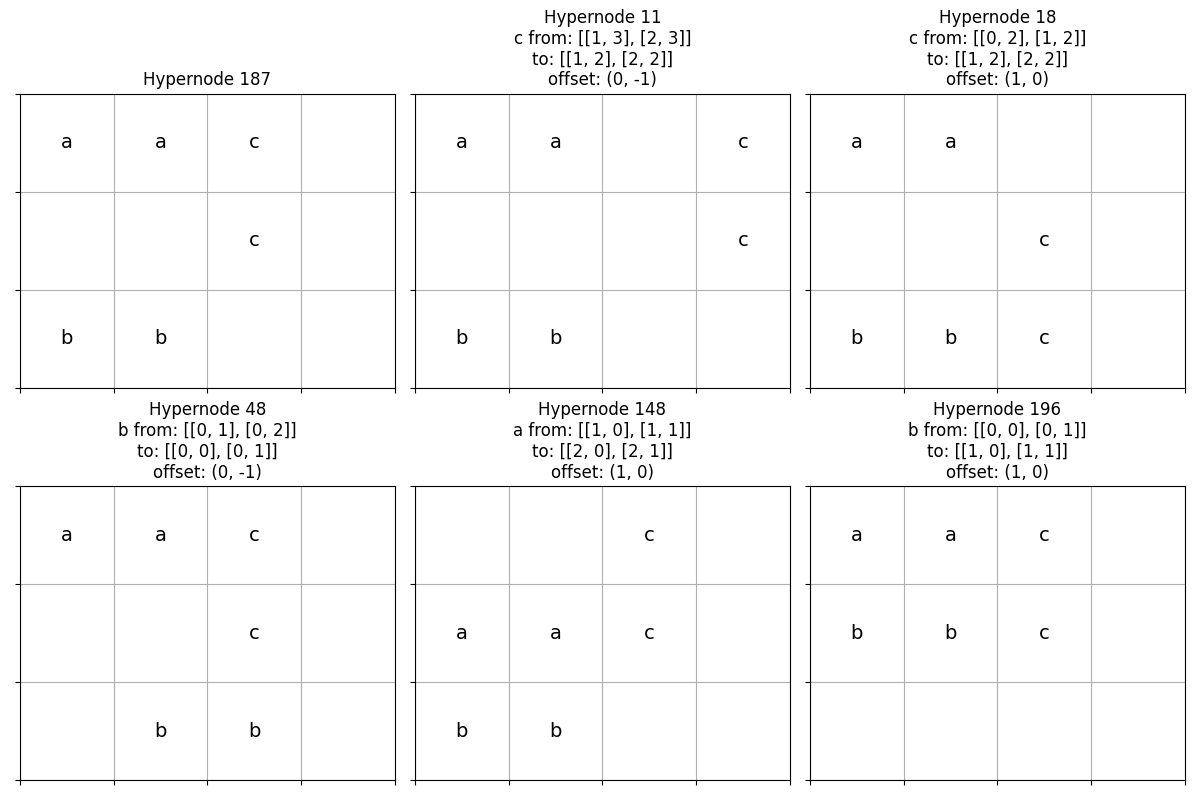 Hypernode 187
a a c
c
b b
Hypernode 11
c from: [[1, 3], [2, 3]]
to: [[1, 2], [2, 2]]
offset: (0, -1)
a a c
c
b b
Hypernode 18
c from: [[0, 2], [1, 2]]
to: [[1, 2], [2, 2]]
offset: (1, 0)
a a
c
b b c
Hypernode 48
b from: [[0, 1], [0, 2]]
to: [[0, 0], [0, 1]]
offset: (0, -1)
a a c
c
b b
Hypernode 148
a from: [[1, 0], [1, 1]]
to: [[2, 0], [2, 1]]
offset: (1, 0)
c
a a c
b b
Hypernode 196
b from: [[0, 0], [0, 1]]
to: [[1, 0], [1, 1]]
offset: (1, 0)
a a c
b b c